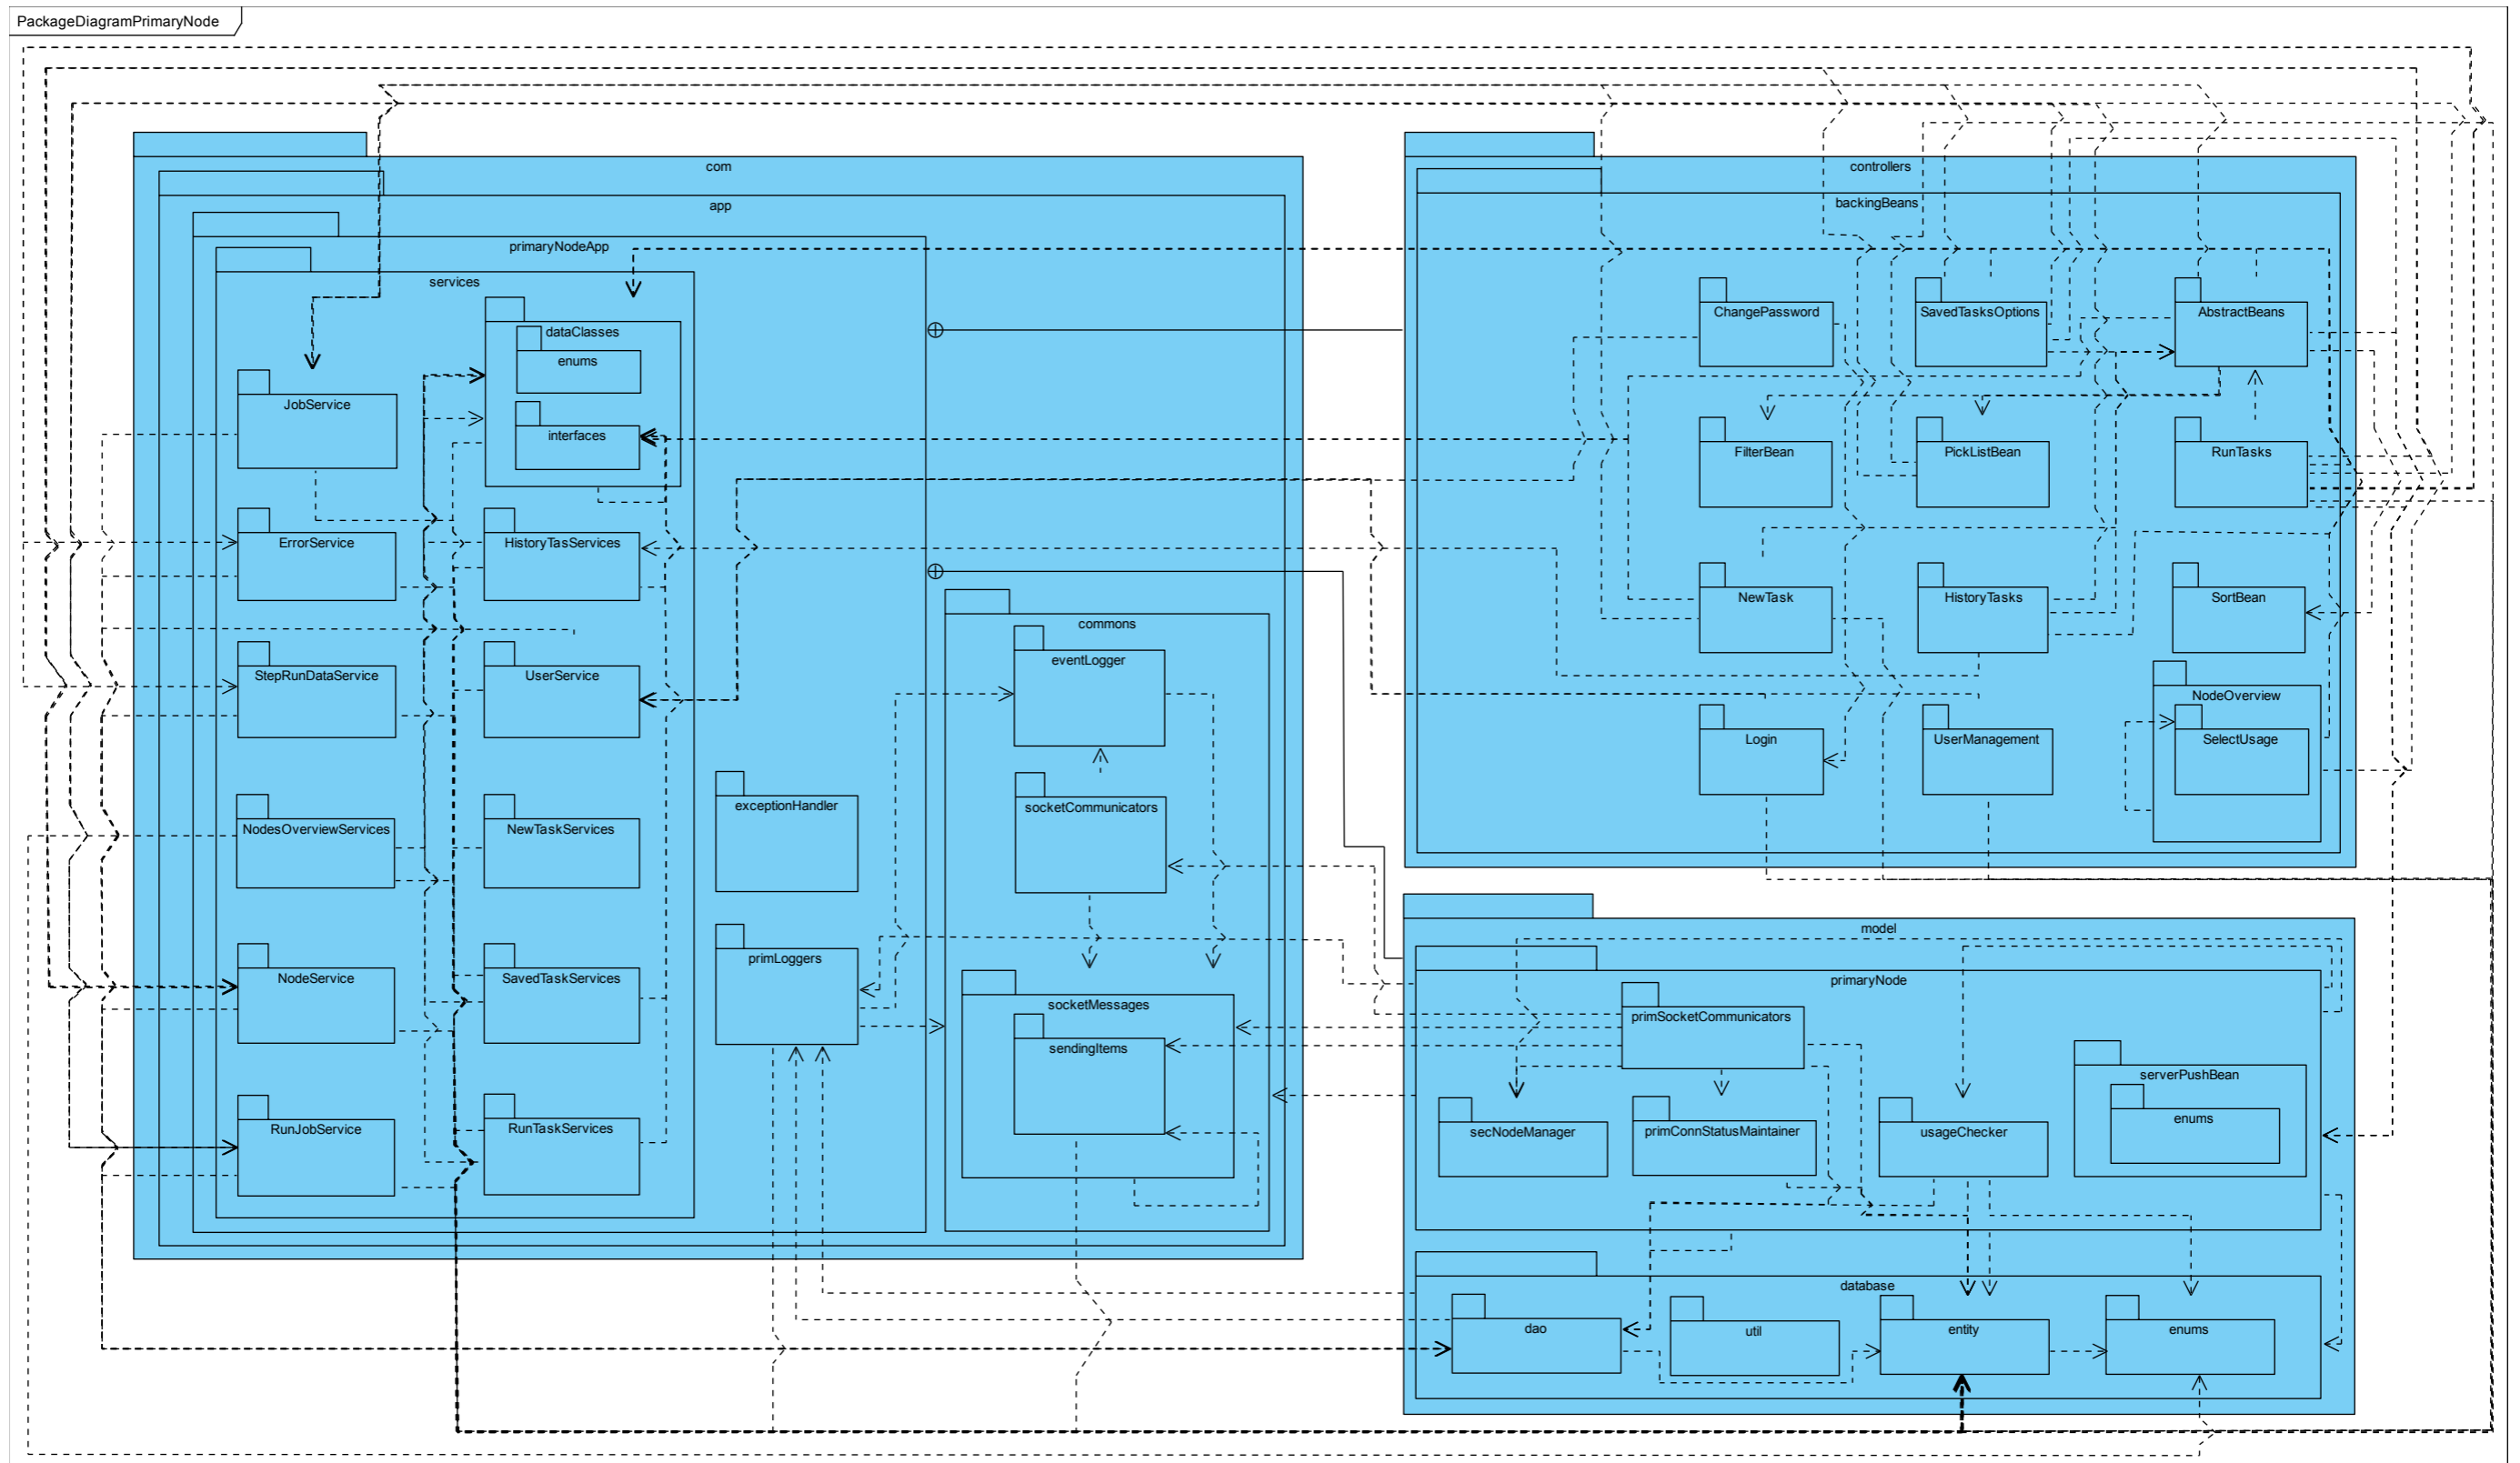 PackageDiagramPrimaryNode
com
app
primaryNodeApp
services
dataClasses
enums
interfaces
JobService
ErrorService
HistoryTasServices
StepRunDataService
UserService
NodesOverviewServices
NewTaskServices
NodeService
SavedTaskServices
RunJobService
RunTaskServices
exceptionHandler
primLoggers
commons
eventLogger
socketCommunicators
socketMessages
sendingItems
controllers
backingBeans
ChangePassword
SavedTasksOptions
AbstractBeans
FilterBean
PickListBean
RunTasks
NewTask
HistoryTasks
SortBean
NodeOverview
Login
UserManagement
SelectUsage
model
primaryNode
primSocketCommunicators
serverPushBean
enums
secNodeManager
primConnStatusMaintainer
usageChecker
database
dao
util
entity
enums